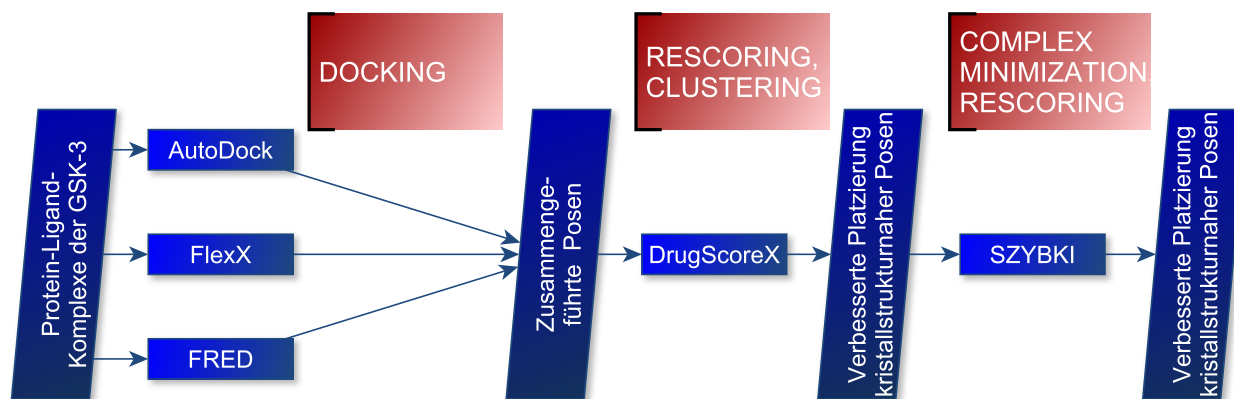 DOCKING
RESCORING,
CLUSTERING
COMPLEX
MINIMIZATION,
RESCORING
Protein-Ligand-
Komplexe der GSK-3
AutoDock
FlexX
FRED
Zusammenge-
führte Posen
DrugScoreX
Verbesserte Platzierung
kristallstrukturnaher Posen
SZYBKI
Verbesserte Platzierung
kristallstrukturnaher Posen